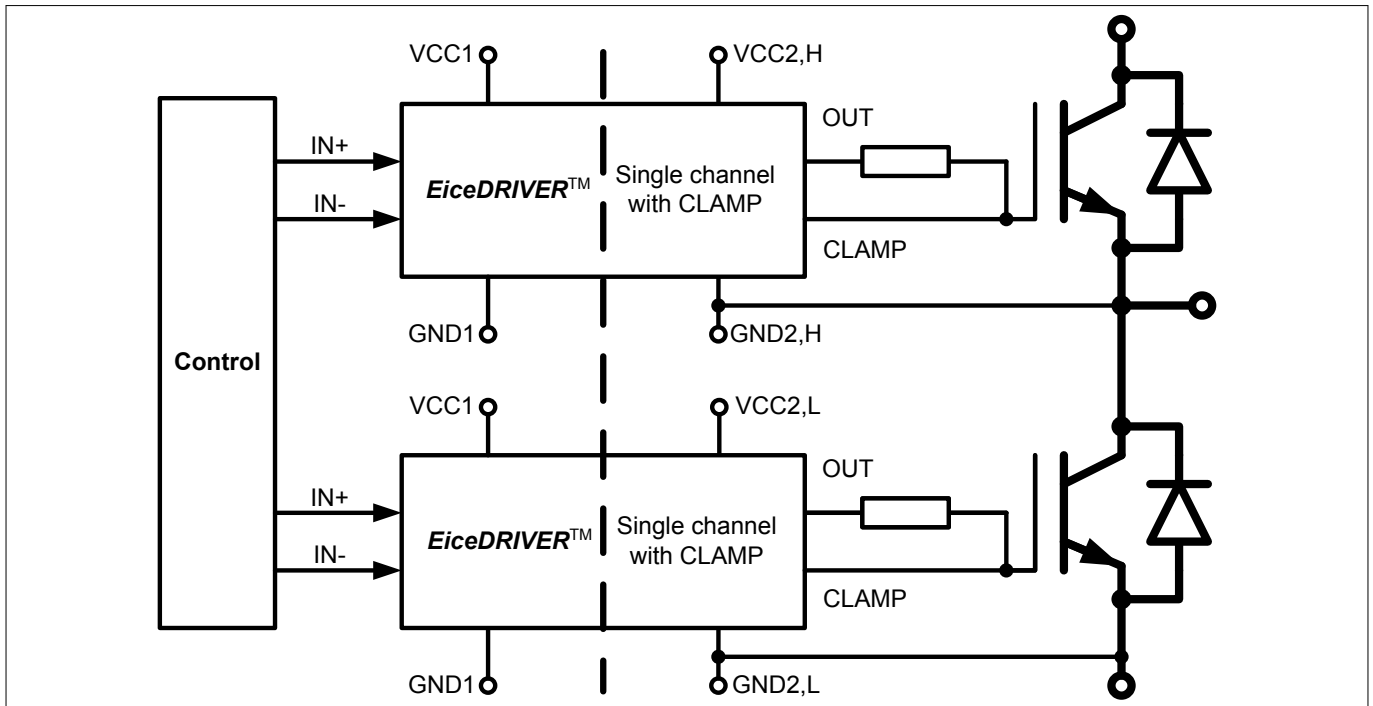 VCC1
VCC2,H
OUT
IN+
IN-
EiceDRIVER™
Single channel
with CLAMP
CLAMP
GND1
GND2,H
Control
VCC1
VCC2,L
OUT
IN+
IN-
EiceDRIVER™
Single channel
with CLAMP
CLAMP
GND1
GND2,L